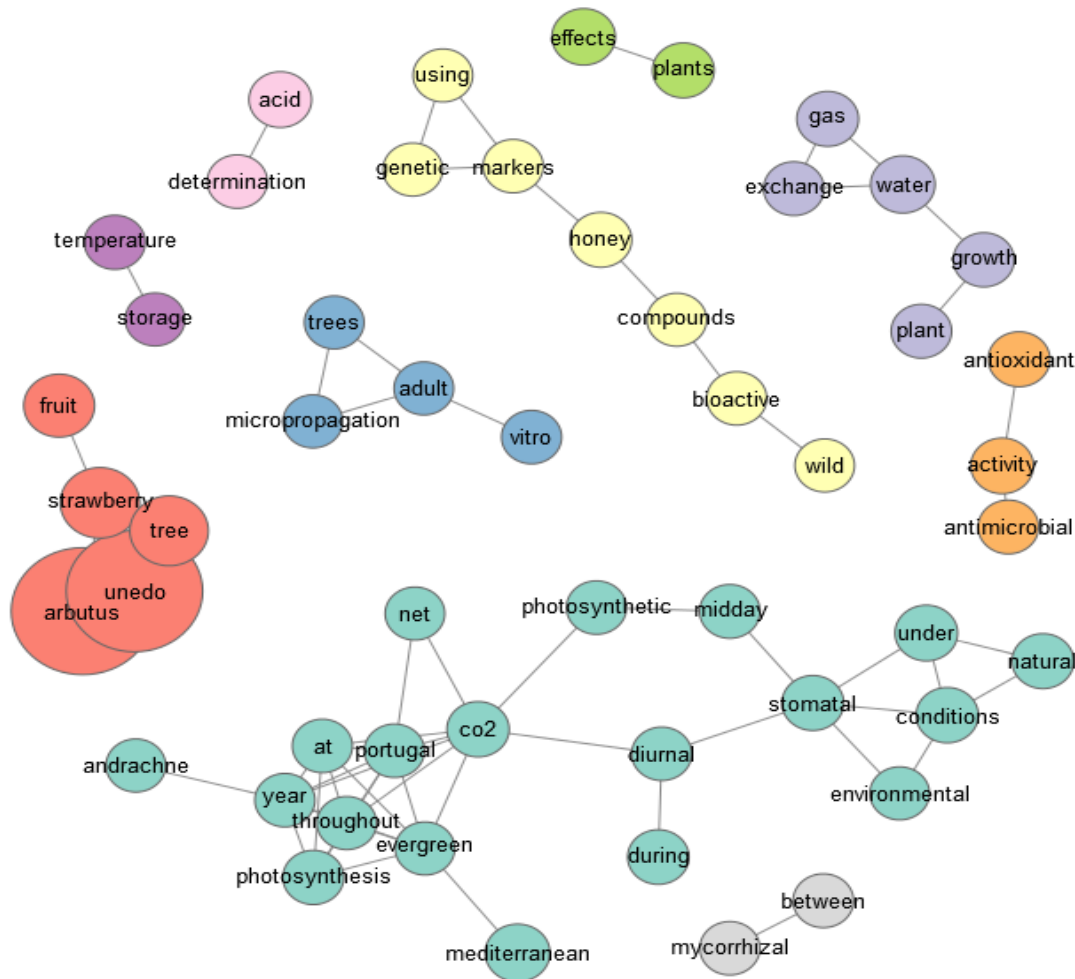 effects
plants
using
acid
gas
genetic
markers
determination
exchange
water
temperature
honey
growth
storage
trees
compounds
plant
antioxidant
adult
bioactive
fruit
micropropagation
vitro
wild
activity
strawberry
tree
antimicrobial
unedo
arbutus
photosynthetic
midday
net
under
natural
stomatal
conditions
co2
at
portugal
diurnal
andrachne
year
environmental
throughout
evergreen
during
photosynthesis
between
mycorrhizal
mediterranean